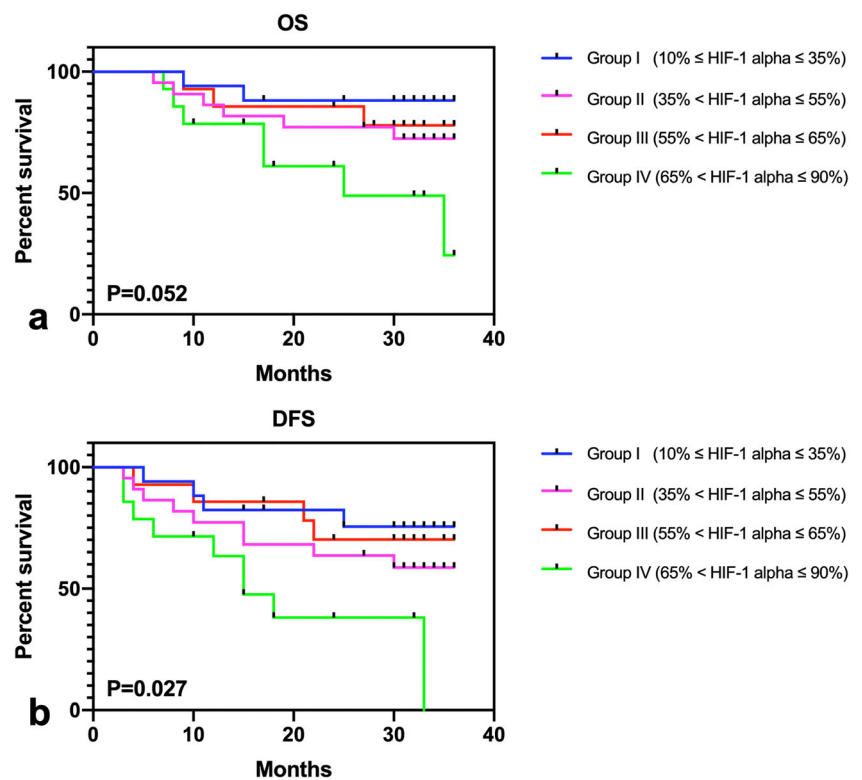 OS
100
50
0
0 10 20 30 40
Percent survival
Months
P=0.052
a
Group I (10% ≤ HIF-1 alpha ≤ 35%)
Group II (35% < HIF-1 alpha ≤ 55%)
Group III (55% < HIF-1 alpha ≤ 65%)
Group IV (65% < HIF-1 alpha ≤ 90%)
DFS
100
50
0
0 10 20 30 40
Percent survival
Months
P=0.027
b
Group I (10% ≤ HIF-1 alpha ≤ 35%)
Group II (35% < HIF-1 alpha ≤ 55%)
Group III (55% < HIF-1 alpha ≤ 65%)
Group IV (65% < HIF-1 alpha ≤ 90%)